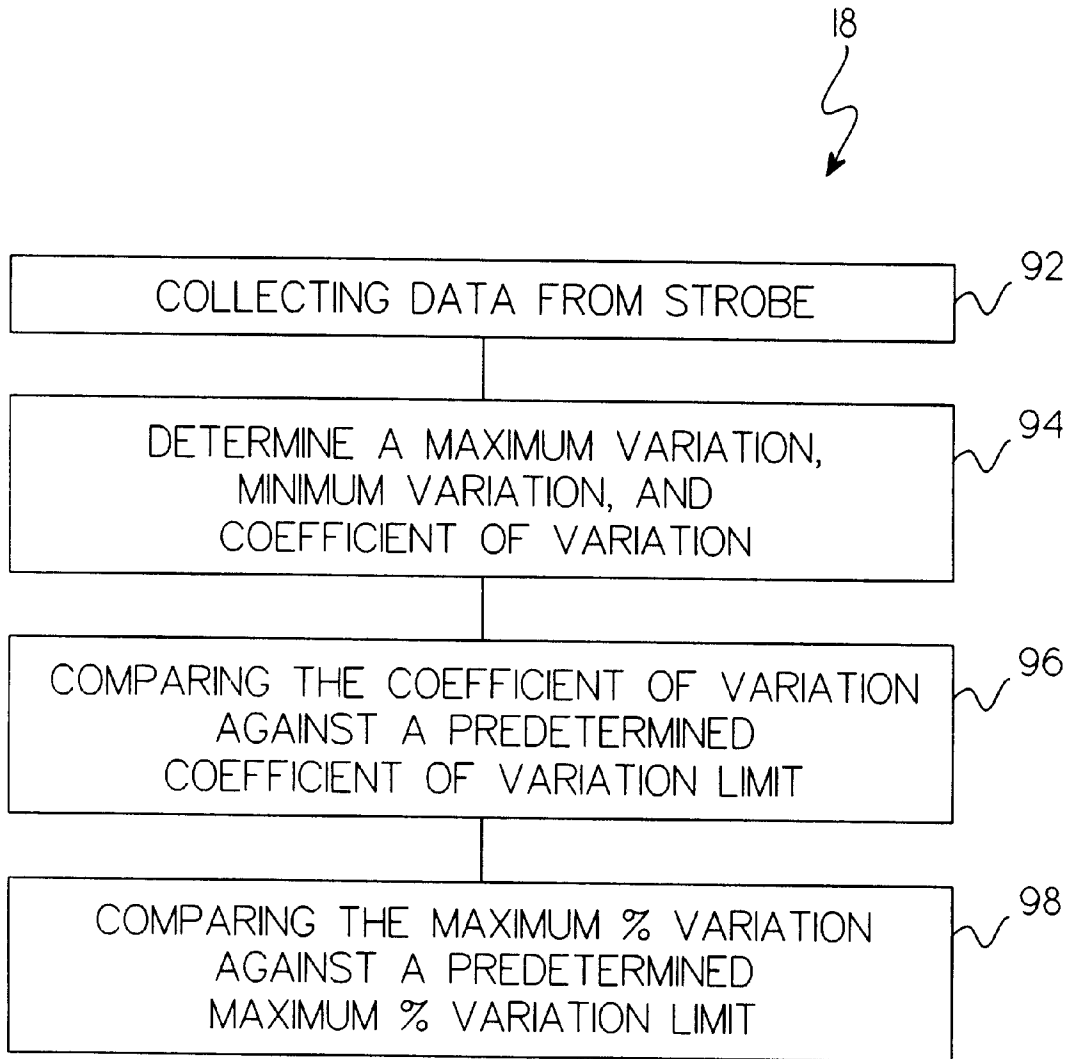 18
COLLECTING DATA FROM STROBE
92
DETERMINE A MAXIMUM VARIATION,
MINIMUM VARIATION, AND
COEFFICIENT OF VARIATION
94
COMPARING THE COEFFICIENT OF VARIATION
AGAINST A PREDETERMINED
COEFFICIENT OF VARIATION LIMIT
96
COMPARING THE MAXIMUM % VARIATION
AGAINST A PREDETERMINED
MAXIMUM % VARIATION LIMIT
98